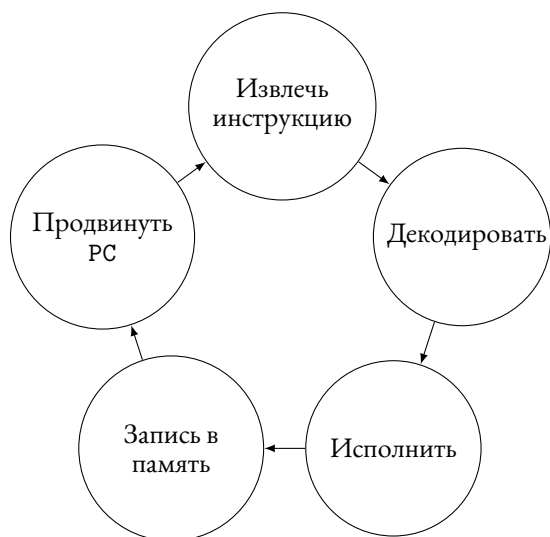 Извлечь
инструкцию
Декодировать
Исполнить
Запись в
память
Продвинуть
PC